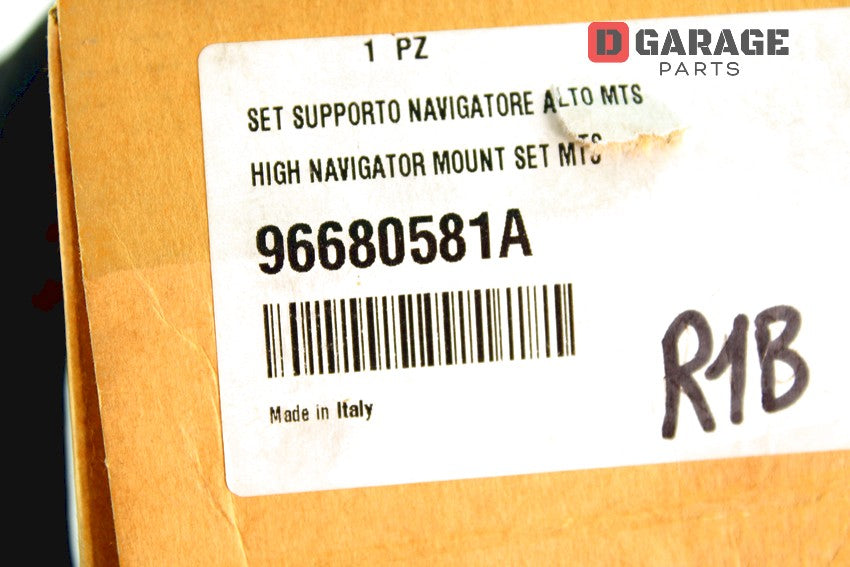 D GARAGE
PARTS
1 PZ
SET SUPPORTO NAVIGATORE ALTO MTS
HIGH NAVIGATOR MOUNT SET MTS
96680581A
Made in Italy
R1B